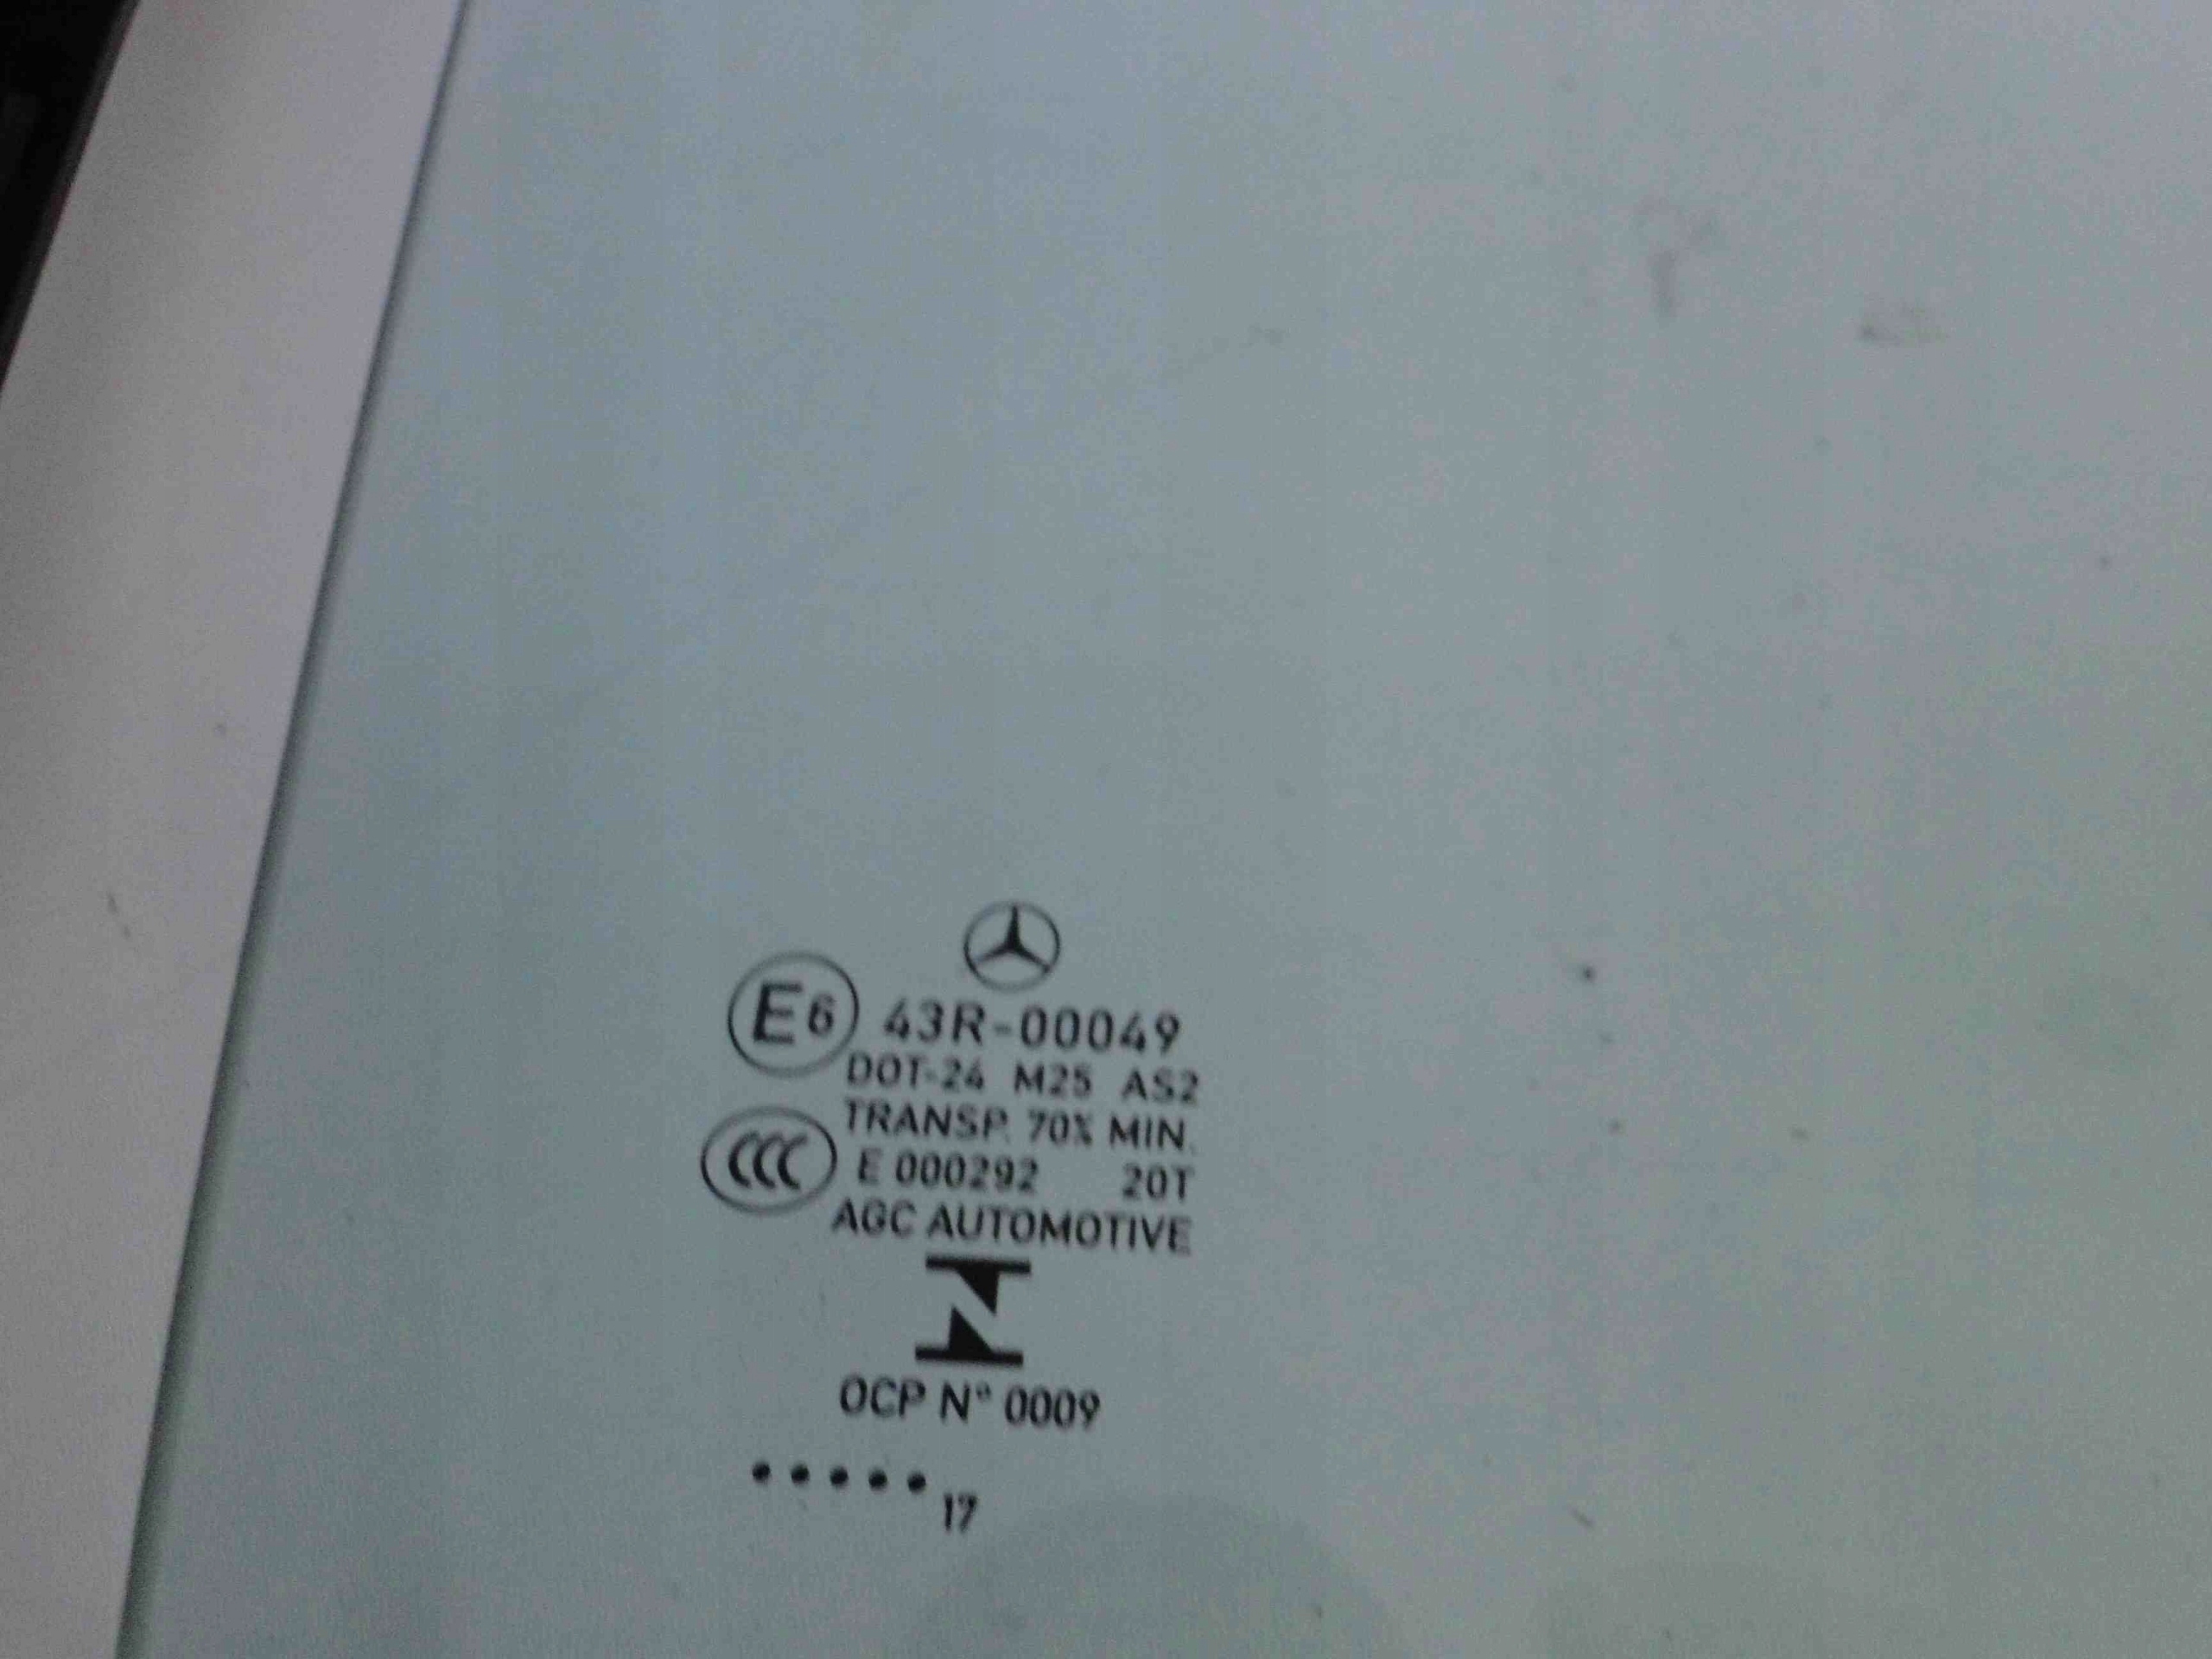 E6 43R-00049
DOT-24 M25 AS2
TRANSP. 70% MIN.
CCC E 000292 20T
AGC AUTOMOTIVE
OCP N° 0009
..... 17